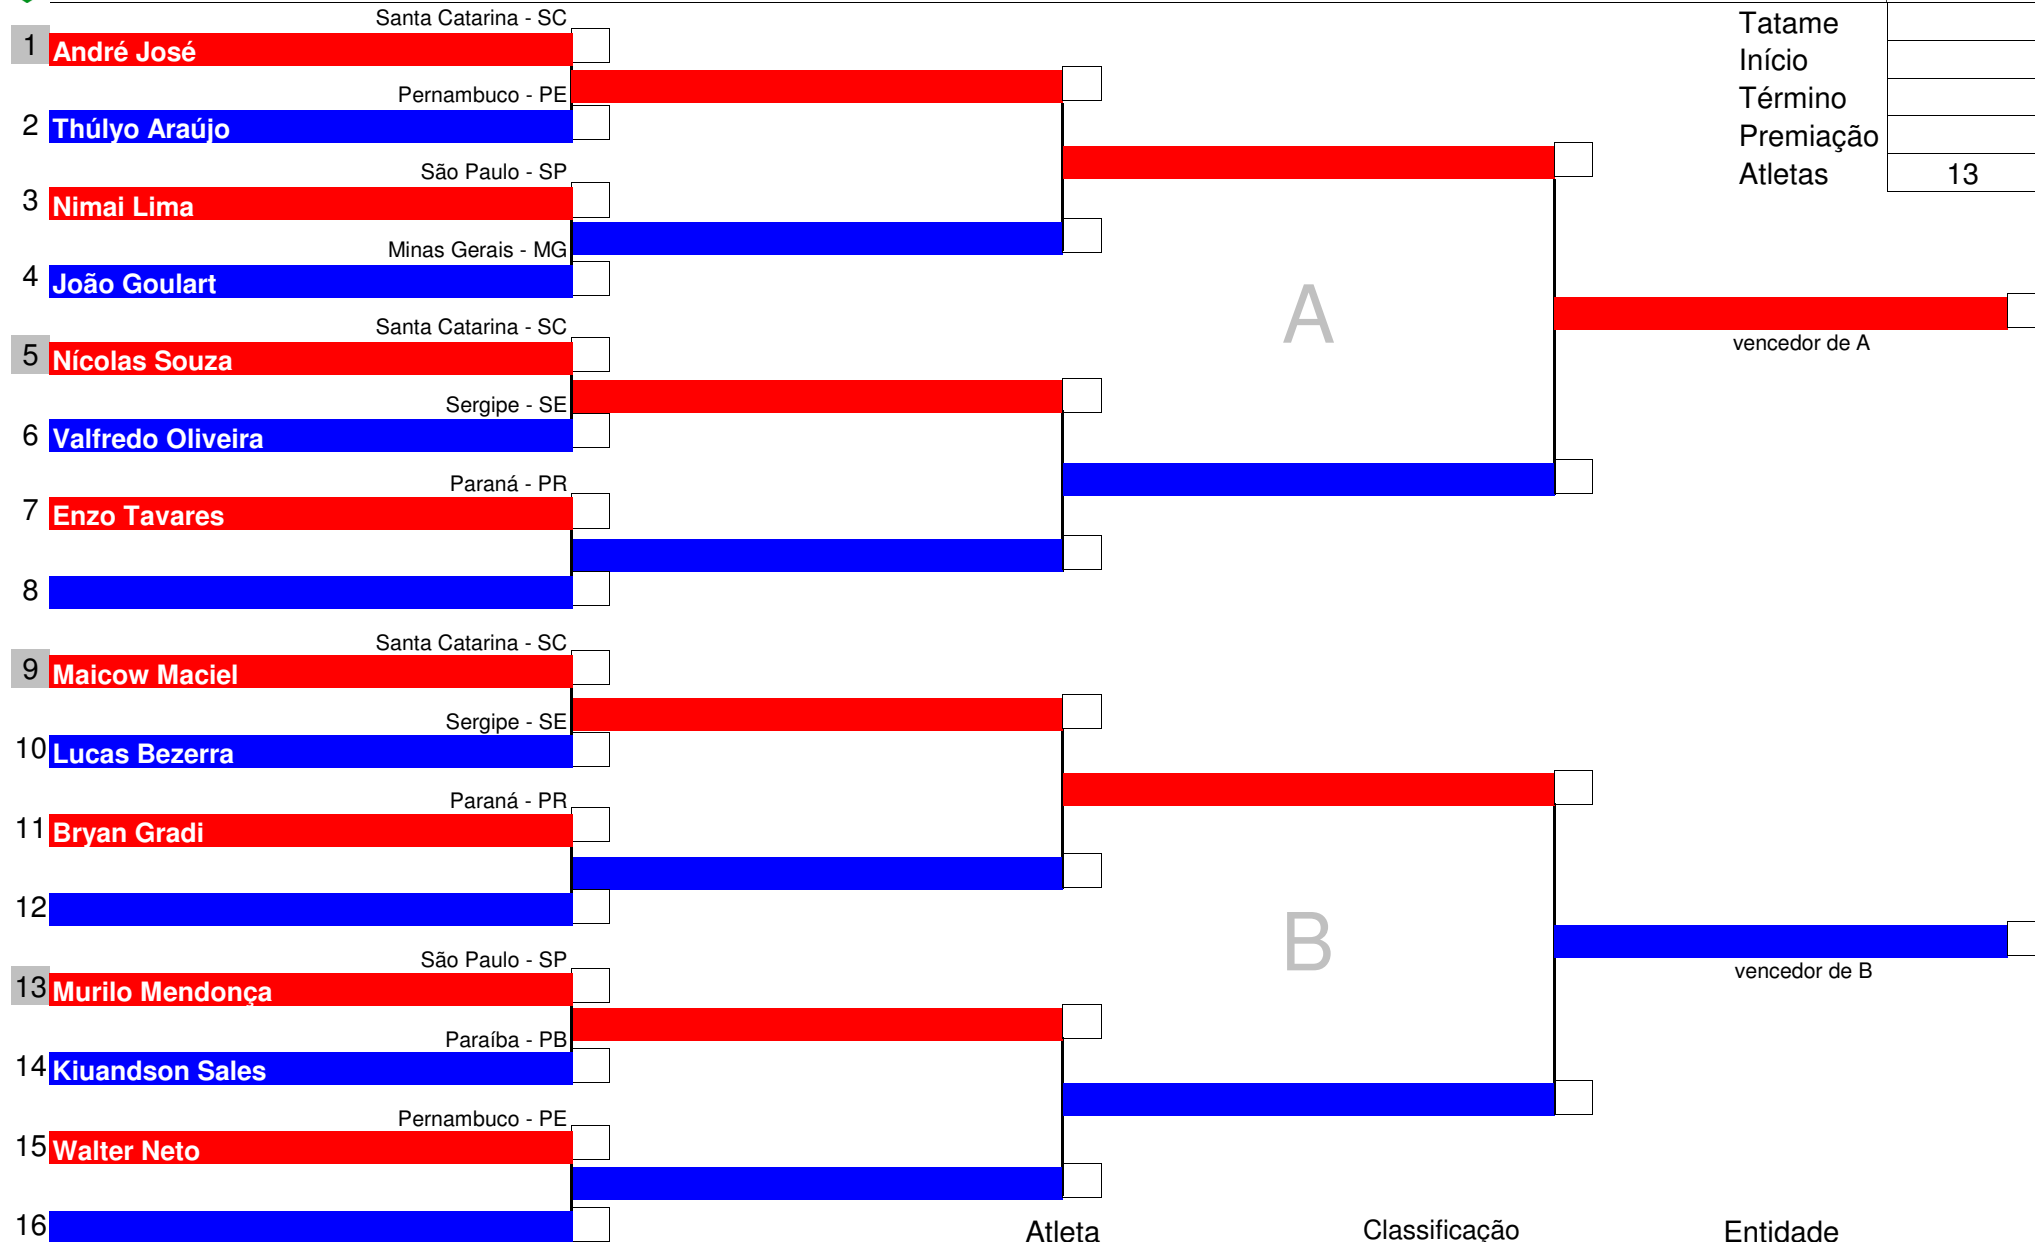 Santa Catarina - SC
1 André José
Pernambuco - PE
2 Thúlyo Araújo
São Paulo - SP
3 Nimai Lima
Minas Gerais - MG
4 João Goulart
Santa Catarina - SC
5 Nícolas Souza
Sergipe - SE
6 Valfredo Oliveira
Paraná - PR
7 Enzo Tavares
8
Santa Catarina - SC
9 Maicow Maciel
Sergipe - SE
10 Lucas Bezerra
Paraná - PR
11 Bryan Gradi
12
São Paulo - SP
13 Murilo Mendonça
Paraíba - PB
14 Kiuandson Sales
Pernambuco - PE
15 Walter Neto
16
A
B
Tatame
Início
Término
Premiação
Atletas 13
vencedor de A
vencedor de B
Atleta Classificação Entidade